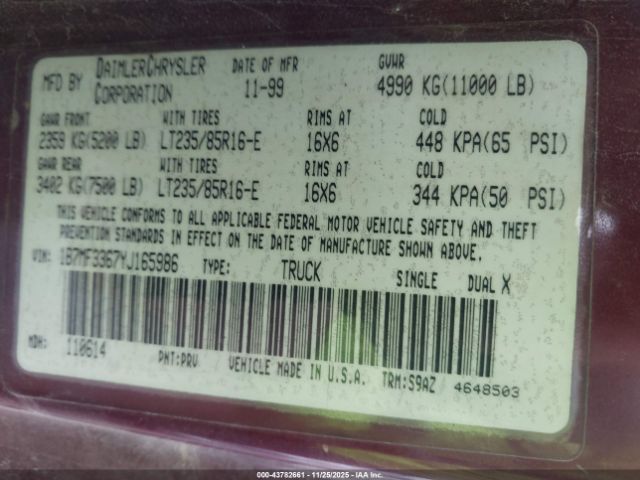 MFD BY DAIMLERCHRYSLER CORPORATION DATE OF MFR 11-99 GVWR 4990 KG(11000 LB)
GAWR FRONT WITH TIRES RIMS AT COLD
2359 KG(5200 LB) LT235/85R16-E 16X6 448 KPA(65 PSI)
GAWR REAR WITH TIRES RIMS AT COLD
3402 KG(7500 LB) LT235/85R16-E 16X6 344 KPA(50 PSI)
THIS VEHICLE CONFORMS TO ALL APPLICABLE FEDERAL MOTOR VEHICLE SAFETY AND THEFT
PREVENTION STANDARDS IN EFFECT ON THE DATE OF MANUFACTURE SHOWN ABOVE.
VIN: 1B7MF3367YJ165986 TYPE: TRUCK SINGLE DUAL X
MDH: 110614 PNT:PRV VEHICLE MADE IN U.S.A. TRM:S9AZ 4648503
000-43782661 - 11/25/2025 - IAAI.COM